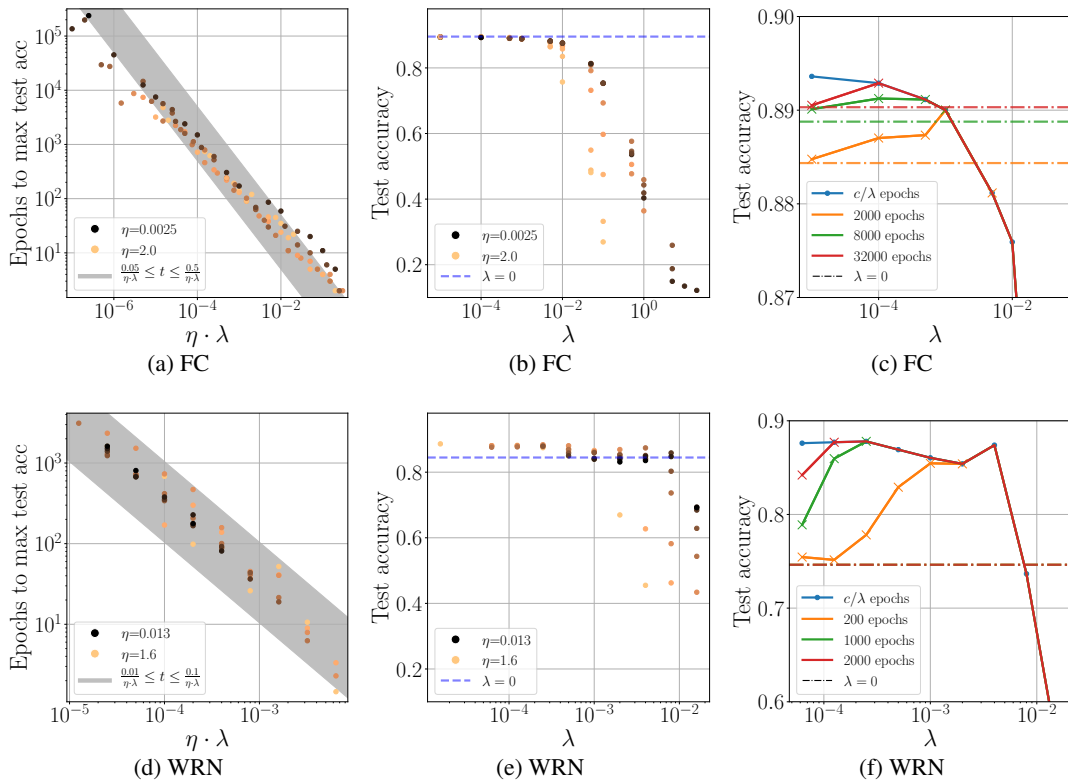 Epochs to max test acc
10^5
10^4
10^3
10^2
10^1
η=0.0025
η=2.0
0.05/η·λ ≤ t ≤ 0.5/η·λ
10^−6
10^−4
10^−2
η · λ
(a) FC
Test accuracy
0.8
0.6
0.4
0.2
η=0.0025
η=2.0
λ = 0
10^−4
10^−2
10^0
λ
(b) FC
Test accuracy
0.90
0.89
0.88
0.87
c/λ epochs
2000 epochs
8000 epochs
32000 epochs
λ = 0
10^−4
10^−2
λ
(c) FC
Epochs to max test acc
10^3
10^2
10^1
η=0.013
η=1.6
0.01/η·λ ≤ t ≤ 0.1/η·λ
10^−5
10^−4
10^−3
η · λ
(d) WRN
Test accuracy
0.8
0.6
0.4
0.2
η=0.013
η=1.6
λ = 0
10^−4
10^−3
10^−2
λ
(e) WRN
Test accuracy
0.9
0.8
0.7
0.6
c/λ epochs
200 epochs
1000 epochs
2000 epochs
λ = 0
10^−4
10^−3
10^−2
λ
(f) WRN